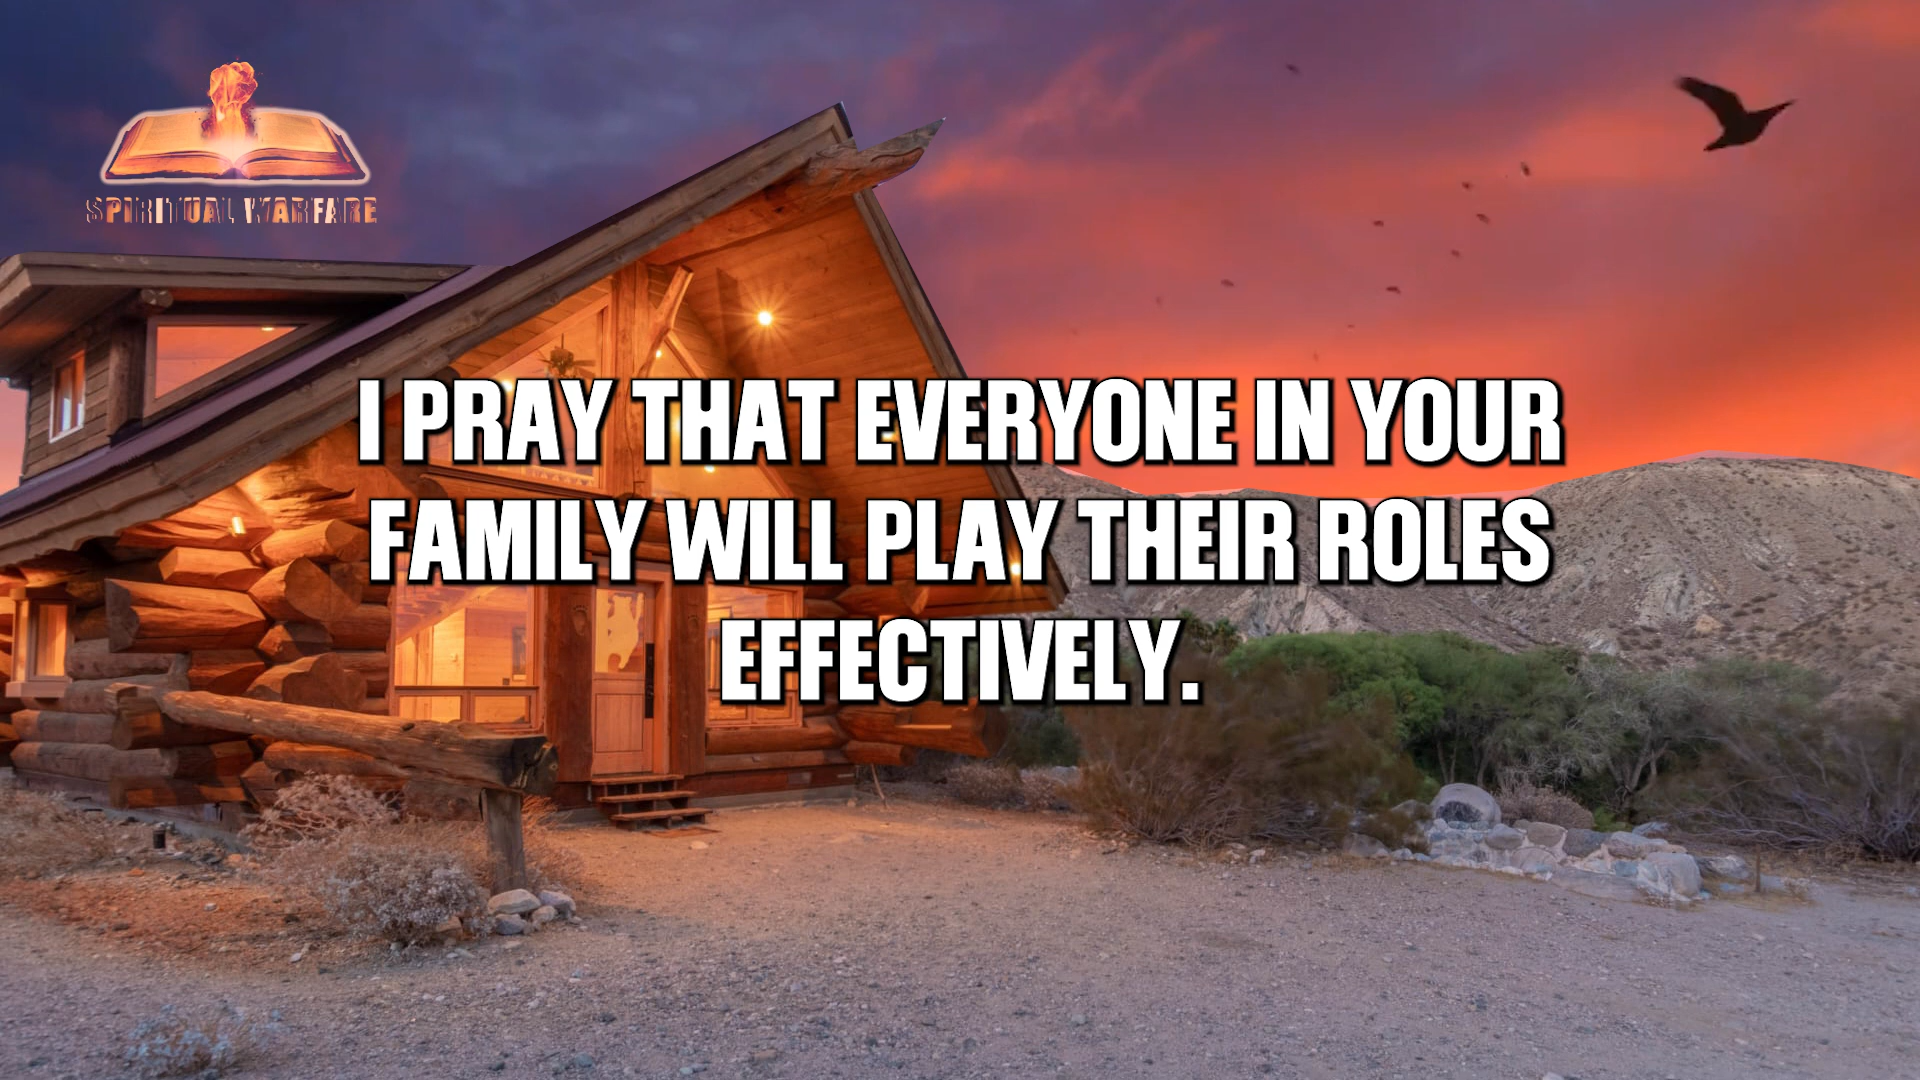 SPIRITUAL WARFARE
I PRAY THAT EVERYONE IN YOUR
FAMILY WILL PLAY THEIR ROLES
EFFECTIVELY.